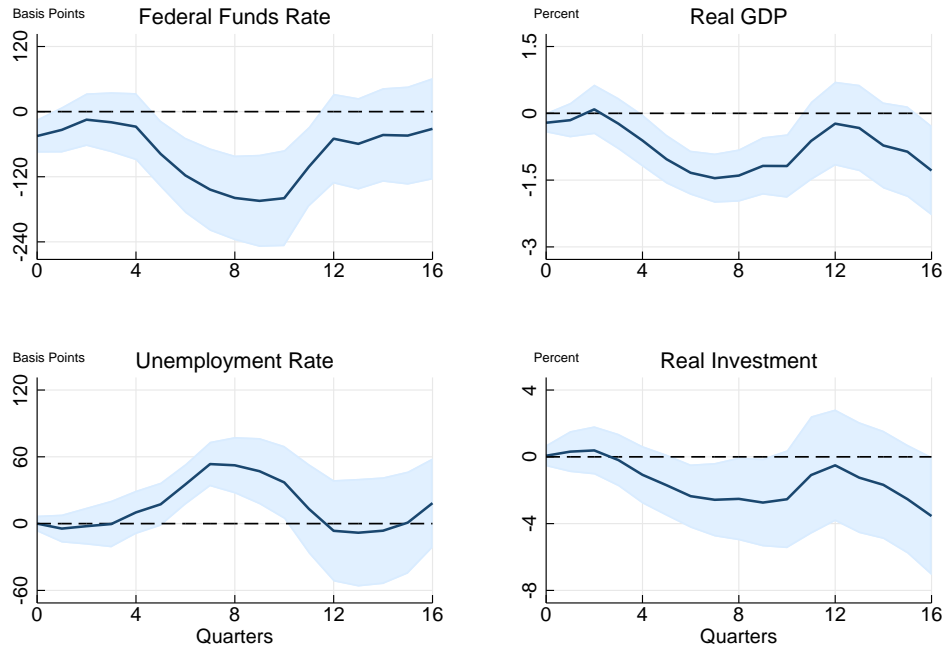 Basis Points
Federal Funds Rate
120
0
-120
-240
0 4 8 12 16
Percent
Real GDP
1.5
0
-1.5
-3
0 4 8 12 16
Basis Points
Unemployment Rate
120
60
0
-60
0 4 8 12 16
Quarters
Percent
Real Investment
4
0
-4
-8
0 4 8 12 16
Quarters